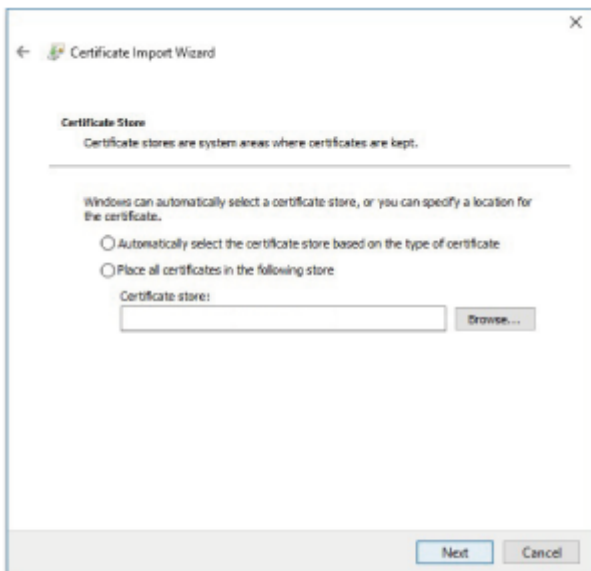 Certificate Import Wizard
Certificate Store
Certificate stores are system areas where certificates are kept.
Windows can automatically select a certificate store, or you can specify a location for
the certificate.
Automatically select the certificate store based on the type of certificate
Place all certificates in the following store
Certificate store:
Browse...
Next
Cancel